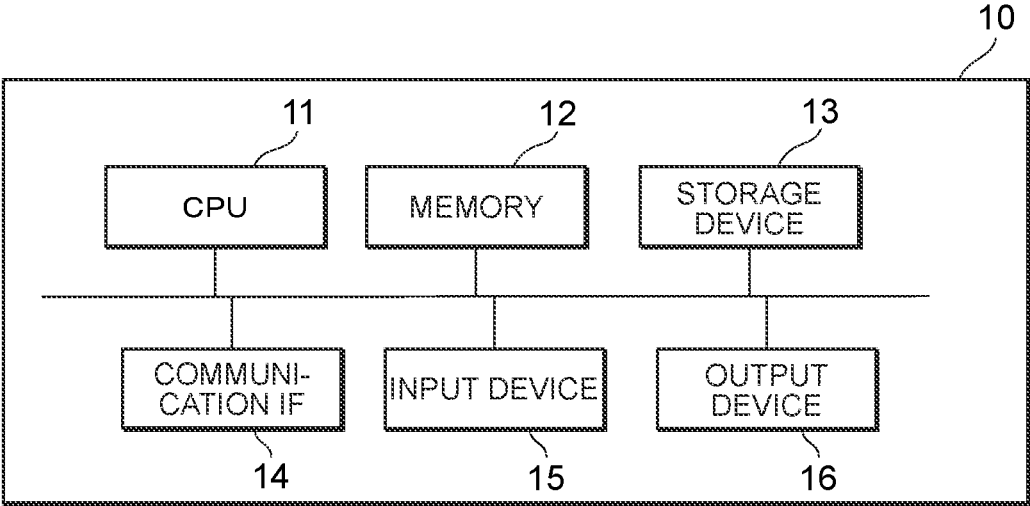 10
11
12
13
CPU
MEMORY
STORAGE
DEVICE
COMMUNI-
CATION IF
INPUT DEVICE
OUTPUT
DEVICE
14
15
16